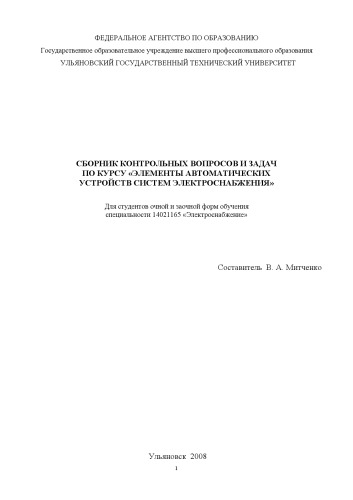 ФЕДЕРАЛЬНОЕ АГЕНТСТВО ПО ОБРАЗОВАНИЮ
Государственное образовательное учреждение высшего профессионального образования
УЛЬЯНОВСКИЙ ГОСУДАРСТВЕННЫЙ ТЕХНИЧЕСКИЙ УНИВЕРСИТЕТ
СБОРНИК КОНТРОЛЬНЫХ ВОПРОСОВ И ЗАДАЧ
ПО КУРСУ «ЭЛЕМЕНТЫ АВТОМАТИЧЕСКИХ
УСТРОЙСТВ СИСТЕМ ЭЛЕКТРОСНАБЖЕНИЯ»
Для студентов очной и заочной форм обучения
специальности 14021165 «Электроснабжение»
Составитель В. А. Митченко
Ульяновск 2008
1